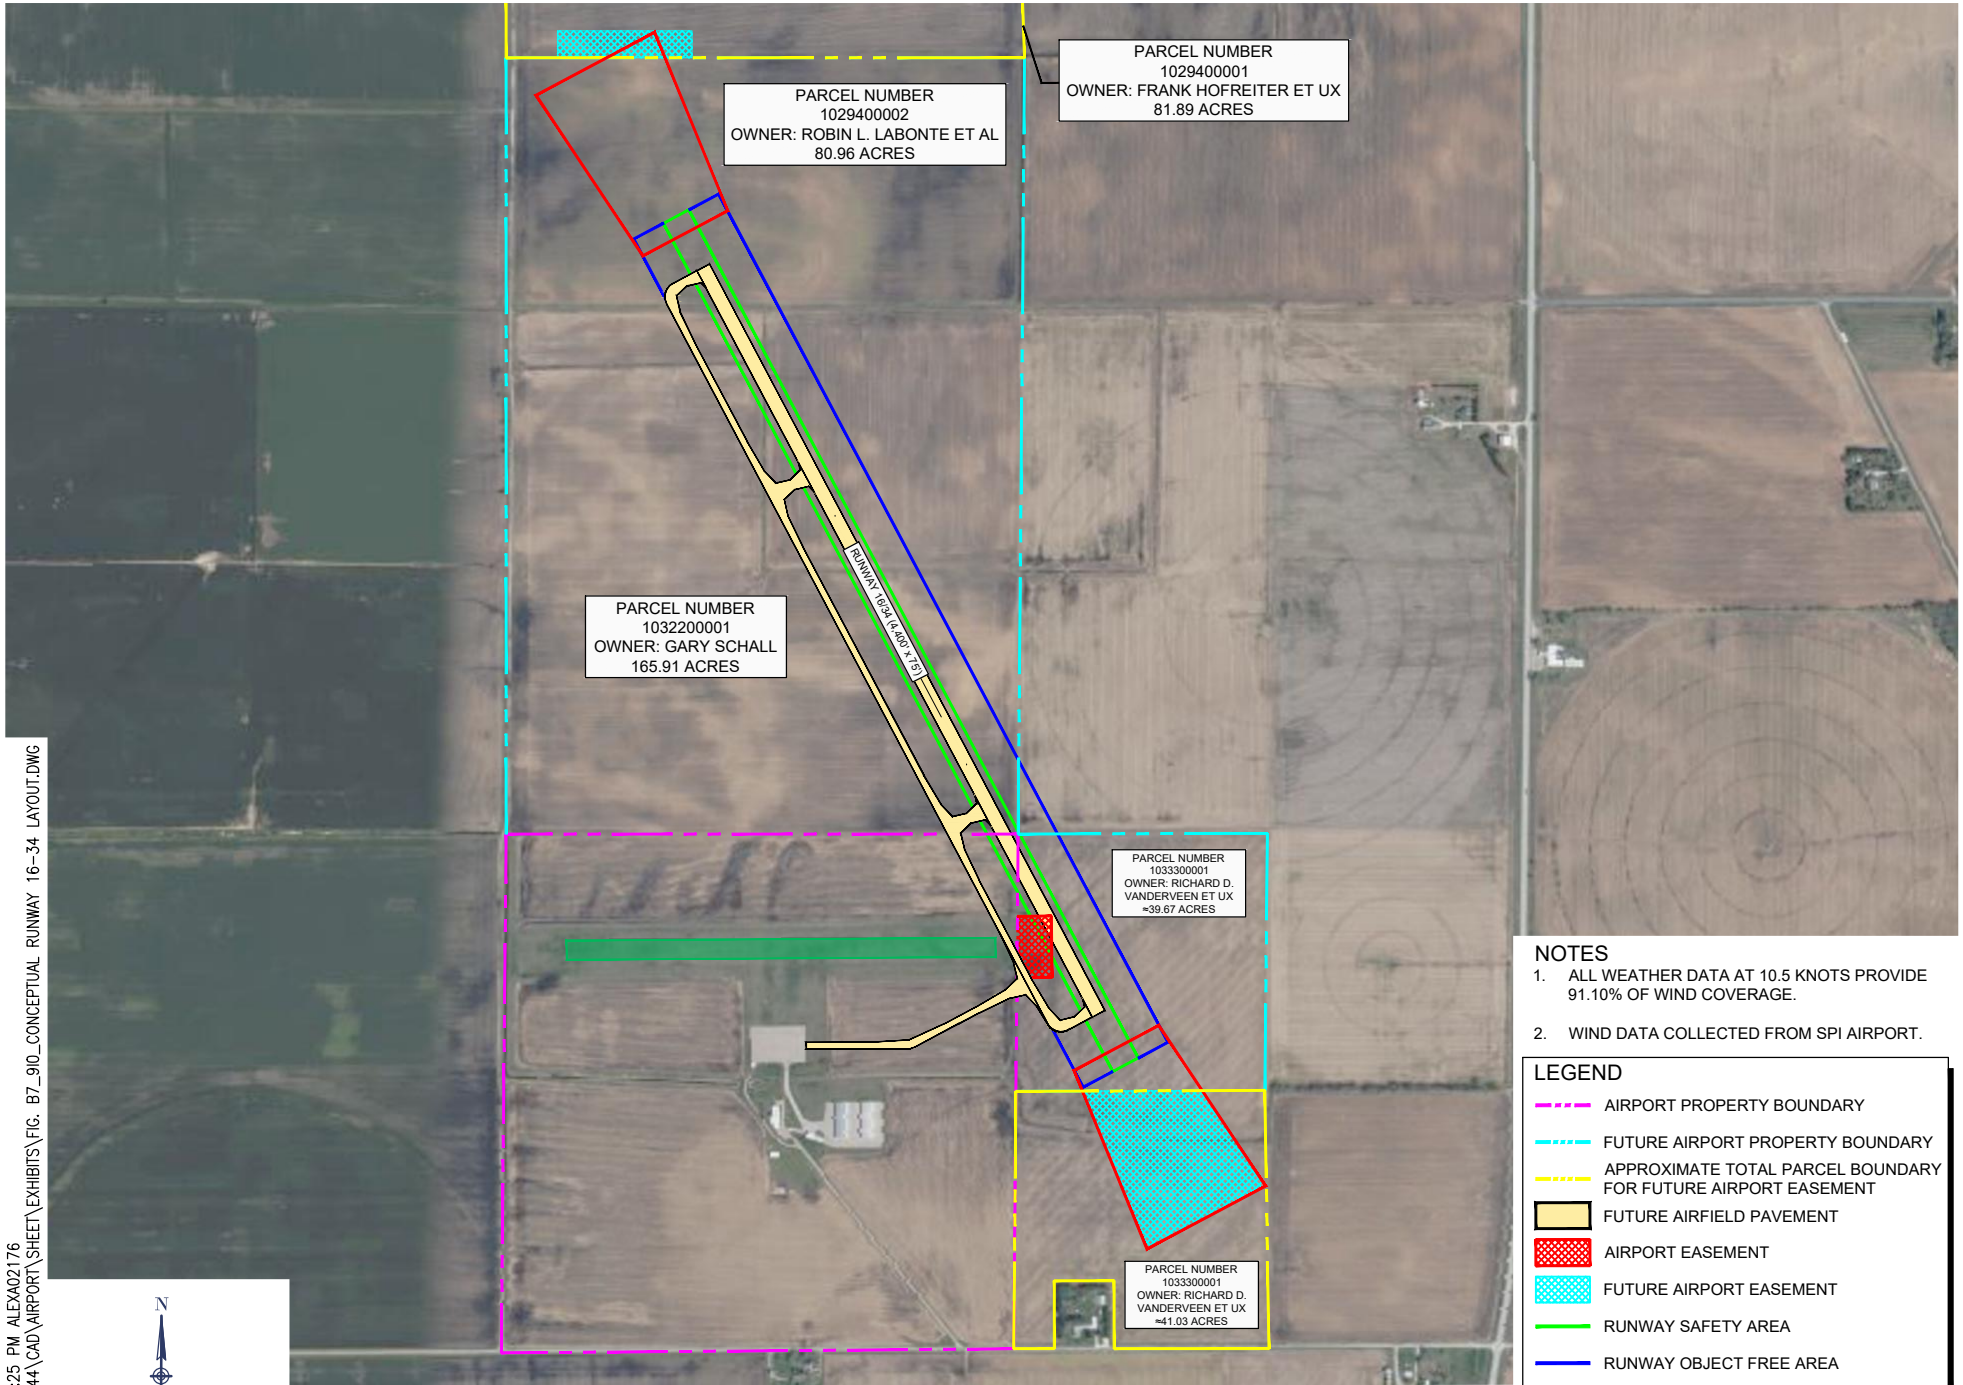 PARCEL NUMBER
1029400001
OWNER: FRANK HOFREITER ET UX
81.89 ACRES
PARCEL NUMBER
1029400002
OWNER: ROBIN L. LABONTE ET AL
80.96 ACRES
PARCEL NUMBER
1032200001
OWNER: GARY SCHALL
165.91 ACRES
RUNWAY 16/34 (4,400' x 75')
PARCEL NUMBER
1033300001
OWNER: RICHARD D.
VANDERVEEN ET UX
≈39.67 ACRES
PARCEL NUMBER
1033300001
OWNER: RICHARD D.
VANDERVEEN ET UX
≈41.03 ACRES
NOTES
1. ALL WEATHER DATA AT 10.5 KNOTS PROVIDE
91.10% OF WIND COVERAGE.
2. WIND DATA COLLECTED FROM SPI AIRPORT.
LEGEND
AIRPORT PROPERTY BOUNDARY
FUTURE AIRPORT PROPERTY BOUNDARY
APPROXIMATE TOTAL PARCEL BOUNDARY
FOR FUTURE AIRPORT EASEMENT
FUTURE AIRFIELD PAVEMENT
AIRPORT EASEMENT
FUTURE AIRPORT EASEMENT
RUNWAY SAFETY AREA
RUNWAY OBJECT FREE AREA
:25 PM ALEXA02176
44\CAD\AIRPORT\SHEET\EXHIBITS\FIG. B7_9I0_CONCEPTUAL RUNWAY 16-34 LAYOUT.DWG
N